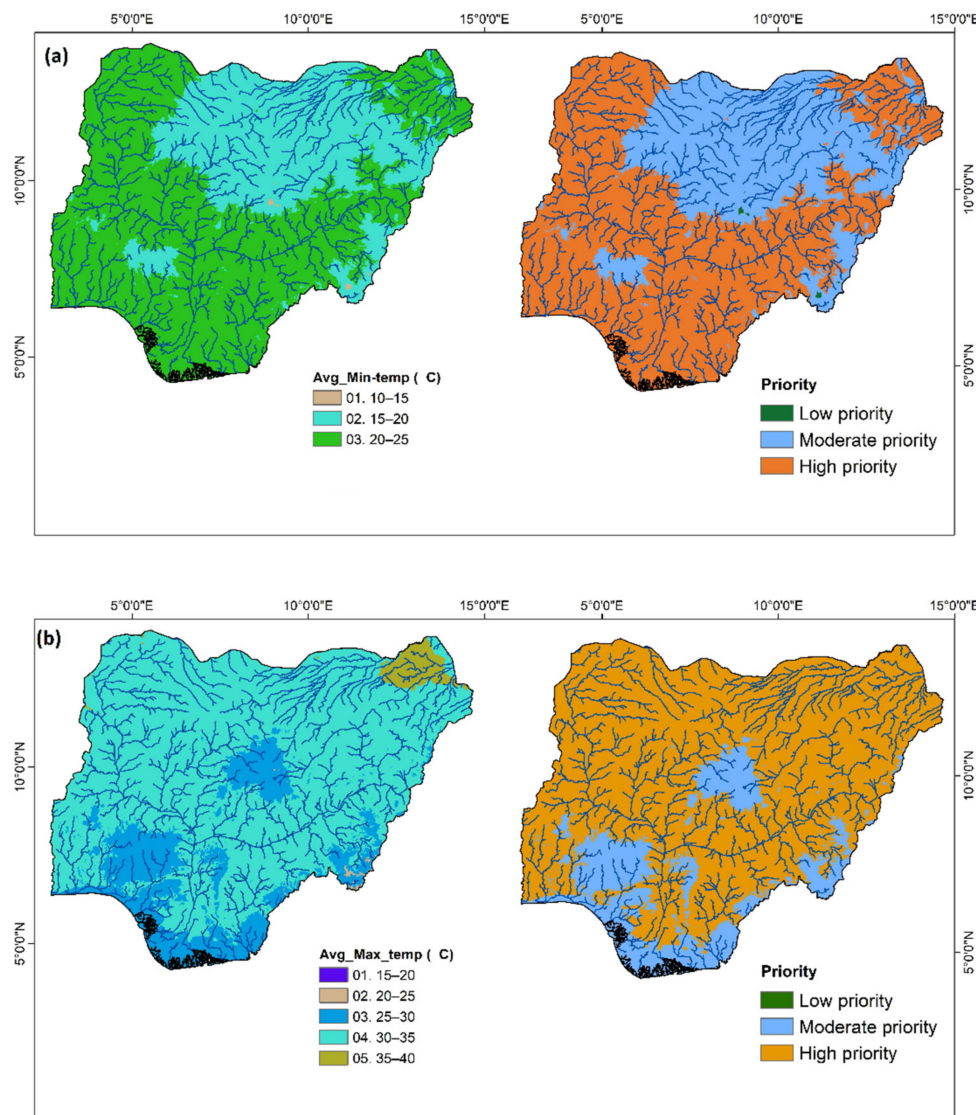 5°0'0"E 10°0'0"E 5°0'0"E 10°0'0"E 15°0'0"E
(a)
10°0'0"N
10°0'0"N
5°0'0"N
5°0'0"N
Avg_Min-temp ( C)
01. 10–15
02. 15–20
03. 20–25
Priority
Low priority
Moderate priority
High priority
5°0'0"E 10°0'0"E 15°0'0"E 5°0'0"E 10°0'0"E 15°0'0"E
(b)
10°0'0"N
10°0'0"N
5°0'0"N
5°0'0"N
Avg_Max_temp ( C)
01. 15–20
02. 20–25
03. 25–30
04. 30–35
05. 35–40
Priority
Low priority
Moderate priority
High priority